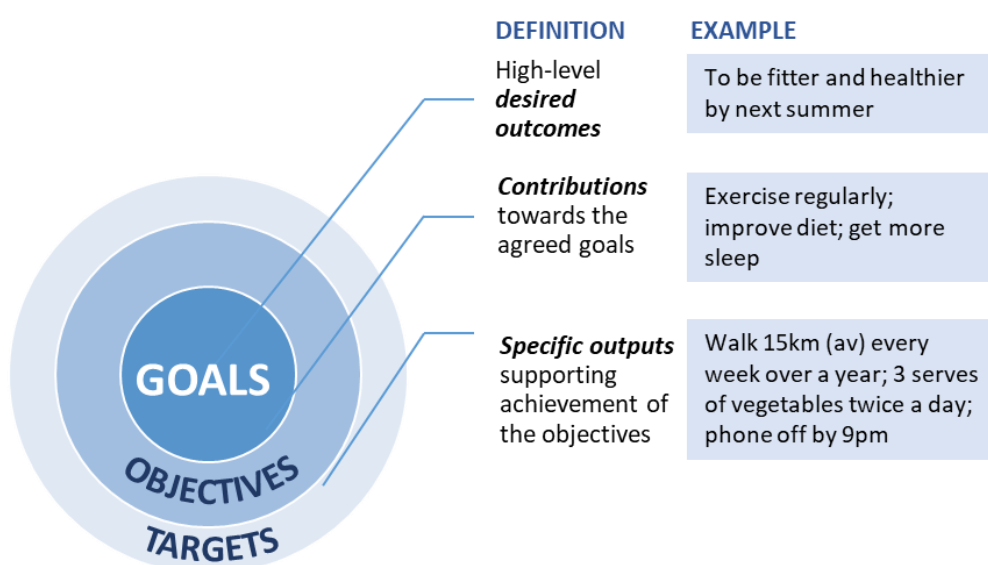 DEFINITION
EXAMPLE
High-level
desired
outcomes
To be fitter and healthier
by next summer
Contributions
towards the
agreed goals
Exercise regularly;
improve diet; get more
sleep
Specific outputs
supporting
achievement of
the objectives
Walk 15km (av) every
week over a year; 3 serves
of vegetables twice a day;
phone off by 9pm
GOALS
OBJECTIVES
TARGETS